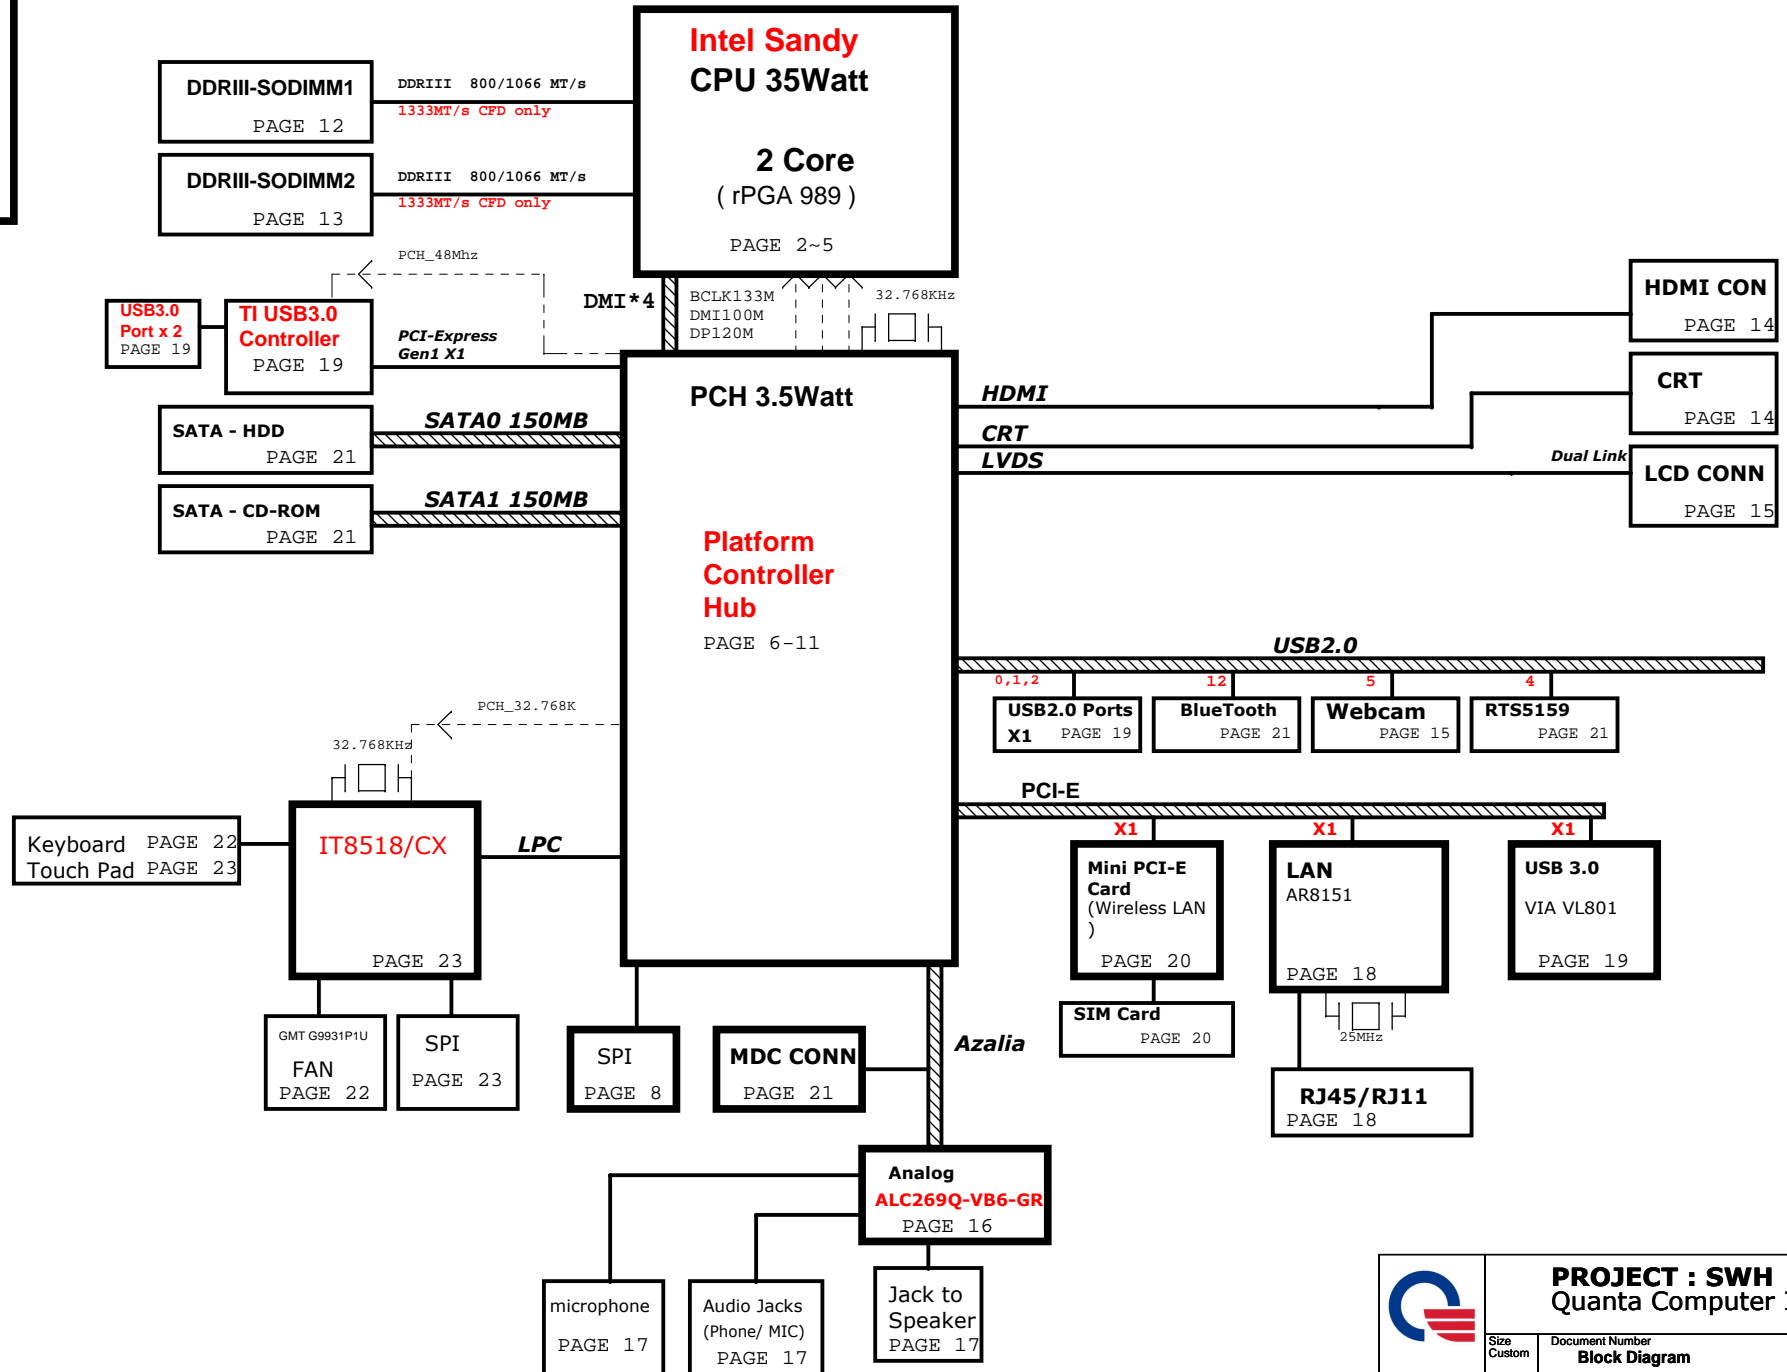 Intel Sandy
CPU 35Watt
2 Core
( rPGA 989 )
PAGE 2~5
DDRIII-SODIMM1
PAGE 12
DDRIII 800/1066 MT/s
1333MT/s CFD only
DDRIII-SODIMM2
PAGE 13
DDRIII 800/1066 MT/s
1333MT/s CFD only
PCH_48Mhz
DMI*4
BCLK133M
DMI100M
DP120M
32.768KHz
USB3.0
Port x 2
PAGE 19
TI USB3.0
Controller
PAGE 19
PCI-Express
Gen1 X1
HDMI CON
PAGE 14
CRT
PAGE 14
Dual Link
LCD CONN
PAGE 15
PCH 3.5Watt
HDMI
CRT
LVDS
SATA - HDD
PAGE 21
SATA0 150MB
SATA - CD-ROM
PAGE 21
SATA1 150MB
Platform
Controller
Hub
PAGE 6-11
USB2.0
0,1,2
12
5
4
USB2.0 Ports
X1 PAGE 19
BlueTooth
PAGE 21
Webcam
PAGE 15
RTS5159
PAGE 21
PCH_32.768K
32.768KHz
PCI-E
X1
X1
X1
Keyboard PAGE 22
Touch Pad PAGE 23
IT8518/CX
PAGE 23
LPC
Mini PCI-E
Card
(Wireless LAN
)
PAGE 20
LAN
AR8151
PAGE 18
USB 3.0
VIA VL801
PAGE 19
SIM Card
PAGE 20
25MHz
RJ45/RJ11
PAGE 18
GMT G9931P1U
FAN
PAGE 22
SPI
PAGE 23
SPI
PAGE 8
MDC CONN
PAGE 21
Azalia
Analog
ALC269Q-VB6-GR
PAGE 16
microphone
PAGE 17
Audio Jacks
(Phone/ MIC)
PAGE 17
Jack to
Speaker
PAGE 17
PROJECT : SWH
Quanta Computer
Size
Custom
Document Number
Block Diagram